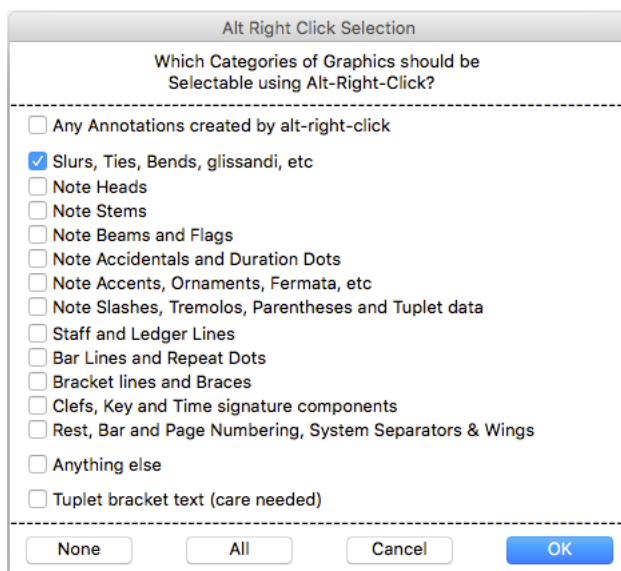 Alt Right Click Selection
Which Categories of Graphics should be
Selectable using Alt-Right-Click?
Any Annotations created by alt-right-click
Slurs, Ties, Bends, glissandi, etc
Note Heads
Note Stems
Note Beams and Flags
Note Accidentals and Duration Dots
Note Accents, Ornaments, Fermata, etc
Note Slashes, Tremolos, Parentheses and Tuplet data
Staff and Ledger Lines
Bar Lines and Repeat Dots
Bracket lines and Braces
Clefs, Key and Time signature components
Rest, Bar and Page Numbering, System Separators & Wings
Anything else
Tuplet bracket text (care needed)
None All Cancel OK